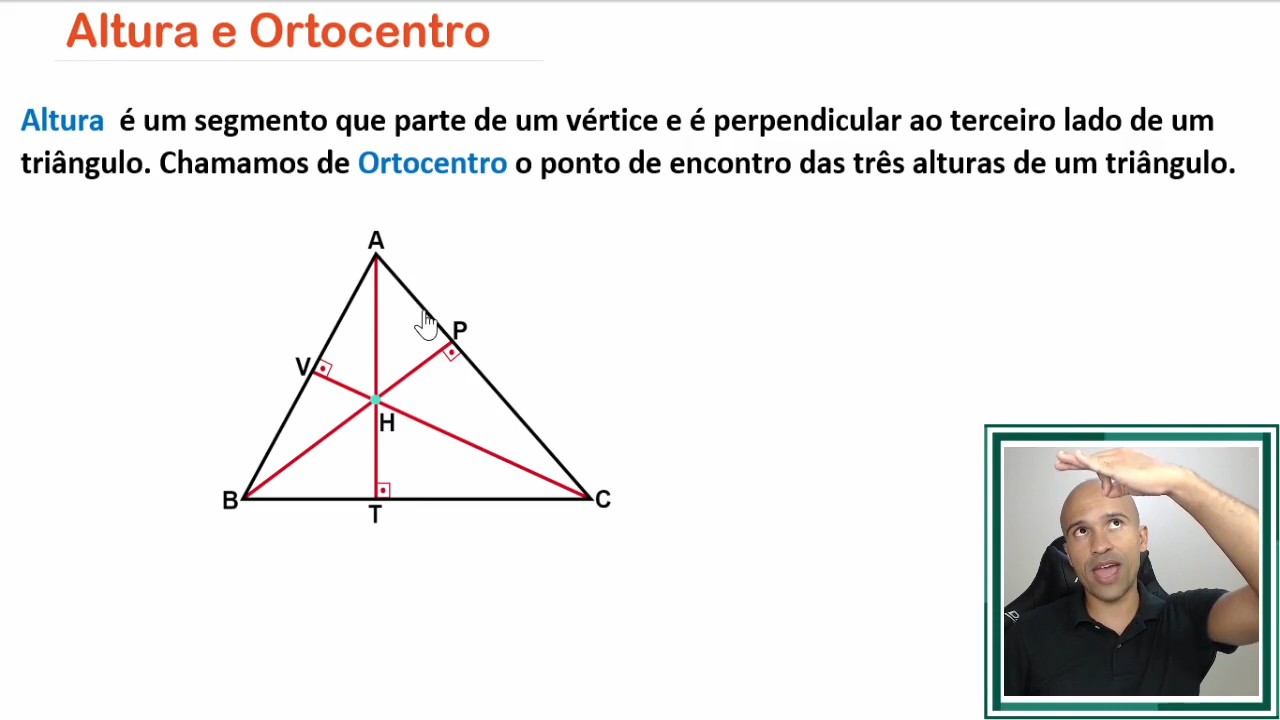 Altura e Ortocentro
Altura é um segmento que parte de um vértice e é perpendicular ao terceiro lado de um
triângulo. Chamamos de Ortocentro o ponto de encontro das três alturas de um triângulo.
A
P
V
H
B
C
T